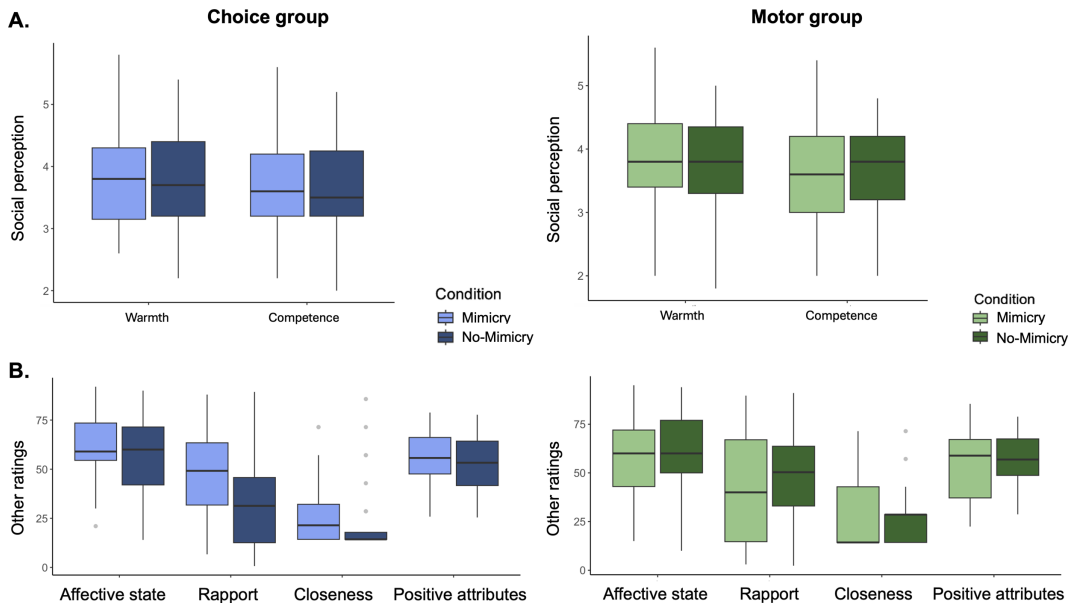 A.
Choice group
Motor group
Social perception
5
4
3
2
Warmth
Competence
Condition
Mimicry
No-Mimicry
Social perception
5
4
3
2
Warmth
Competence
Condition
Mimicry
No-Mimicry
B.
Other ratings
75
50
25
0
Affective state
Rapport
Closeness
Positive attributes
Other ratings
75
50
25
0
Affective state
Rapport
Closeness
Positive attributes